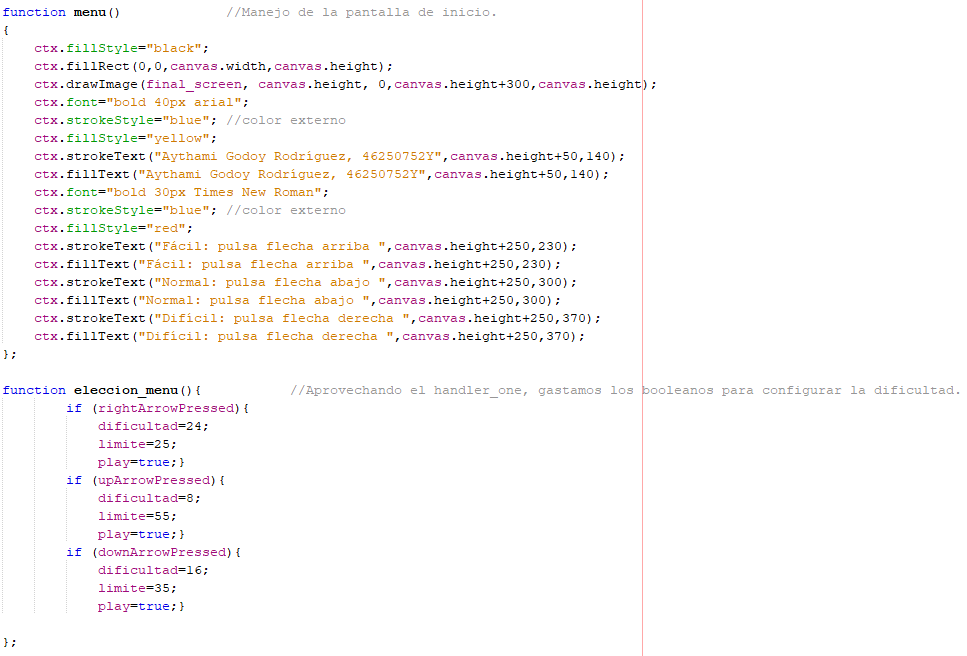 function menu()             //Manejo de la pantalla de inicio.
{
    ctx.fillStyle="black";
    ctx.fillRect(0,0,canvas.width,canvas.height);
    ctx.drawImage(final_screen, canvas.height, 0,canvas.height+300,canvas.height);
    ctx.font="bold 40px arial";
    ctx.strokeStyle="blue"; //color externo
    ctx.fillStyle="yellow";
    ctx.strokeText("Aythami Godoy Rodríguez, 46250752Y",canvas.height+50,140);
    ctx.fillText("Aythami Godoy Rodríguez, 46250752Y",canvas.height+50,140);
    ctx.font="bold 30px Times New Roman";
    ctx.strokeStyle="blue"; //color externo
    ctx.fillStyle="red";
    ctx.strokeText("Fácil: pulsa flecha arriba ",canvas.height+250,230);
    ctx.fillText("Fácil: pulsa flecha arriba ",canvas.height+250,230);
    ctx.strokeText("Normal: pulsa flecha abajo ",canvas.height+250,300);
    ctx.fillText("Normal: pulsa flecha abajo ",canvas.height+250,300);
    ctx.strokeText("Difícil: pulsa flecha derecha ",canvas.height+250,370);
    ctx.fillText("Difícil: pulsa flecha derecha ",canvas.height+250,370);
};

function eleccion_menu(){           //Aprovechando el handler_one, gastamos los booleanos para configurar la dificultad.
        if (rightArrowPressed){
            dificultad=24;
            limite=25;
            play=true;}
        if (upArrowPressed){
            dificultad=8;
            limite=55;
            play=true;}
        if (downArrowPressed){
            dificultad=16;
            limite=35;
            play=true;}

};